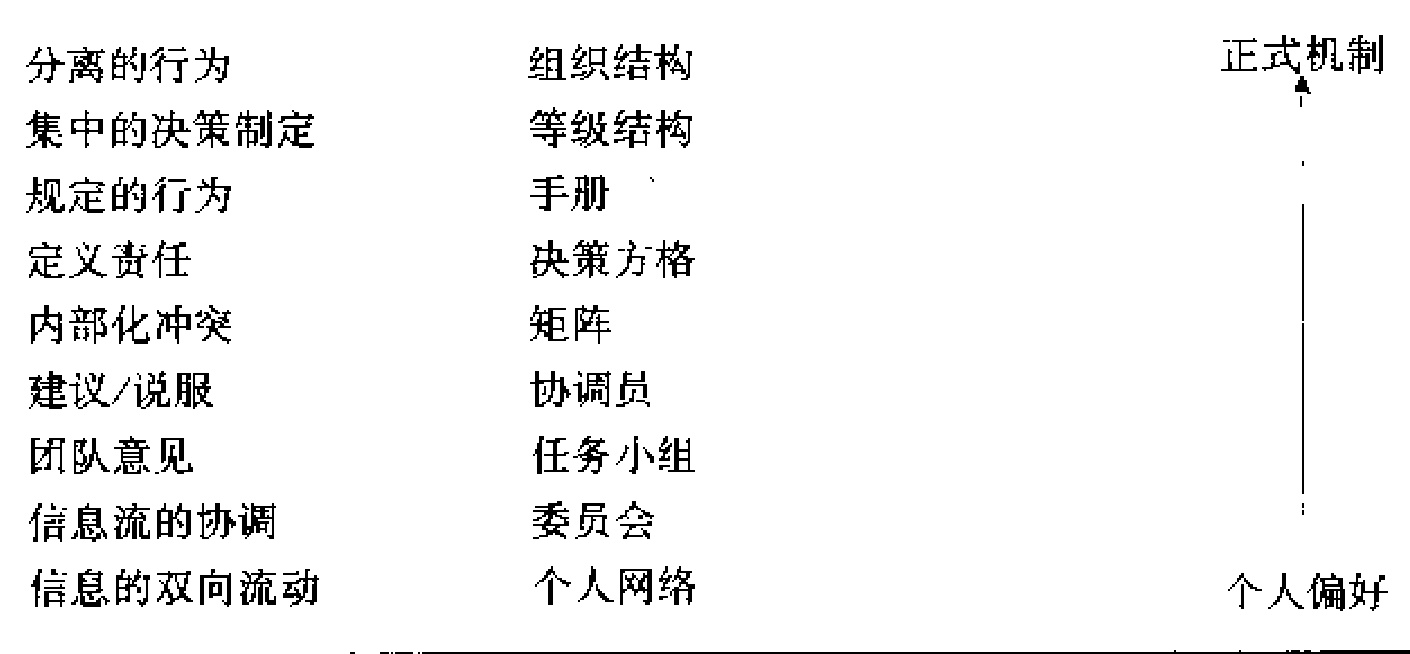 分离的行为 组织结构 正式机制
集中的决策制定 等级结构
规定的行为 手册
定义责任 决策方格
内部化冲突 矩阵
建议/说服 协调员
团队意见 任务小组
信息流的协调 委员会
信息的双向流动 个人网络 个人偏好